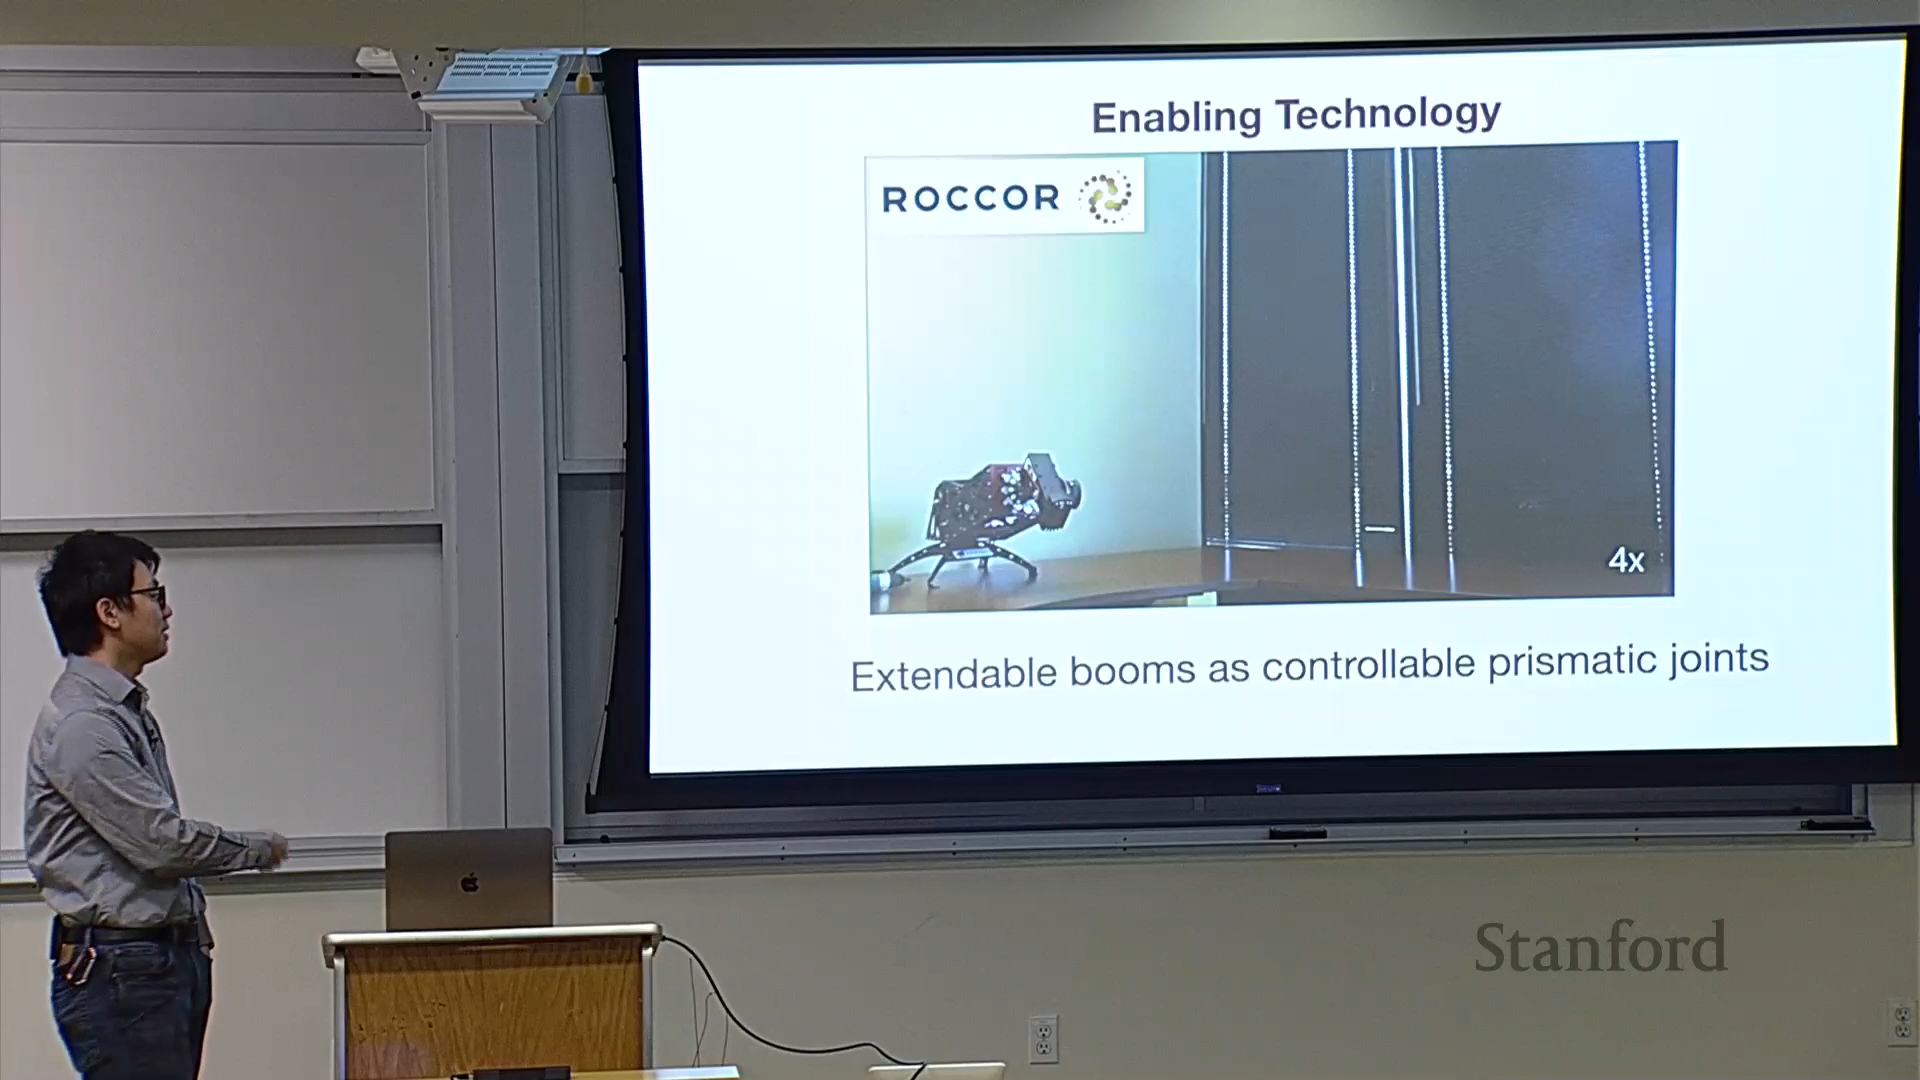 Enabling Technology
ROCCOR
4x
Extendable booms as controllable prismatic joints
Stanford